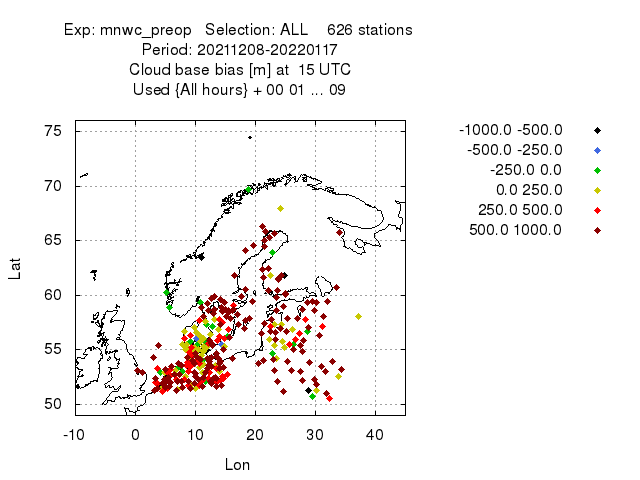 Exp: mnwc_preop   Selection: ALL    626 stations
Period: 20211208-20220117
Cloud base bias [m] at  15 UTC
Used {All hours} + 00 01 ... 09
-1000.0 -500.0
-500.0 -250.0
-250.0 0.0
0.0 250.0
250.0 500.0
500.0 1000.0
75
70
65
60
55
50
Lat
-10 0 10 20 30 40
Lon